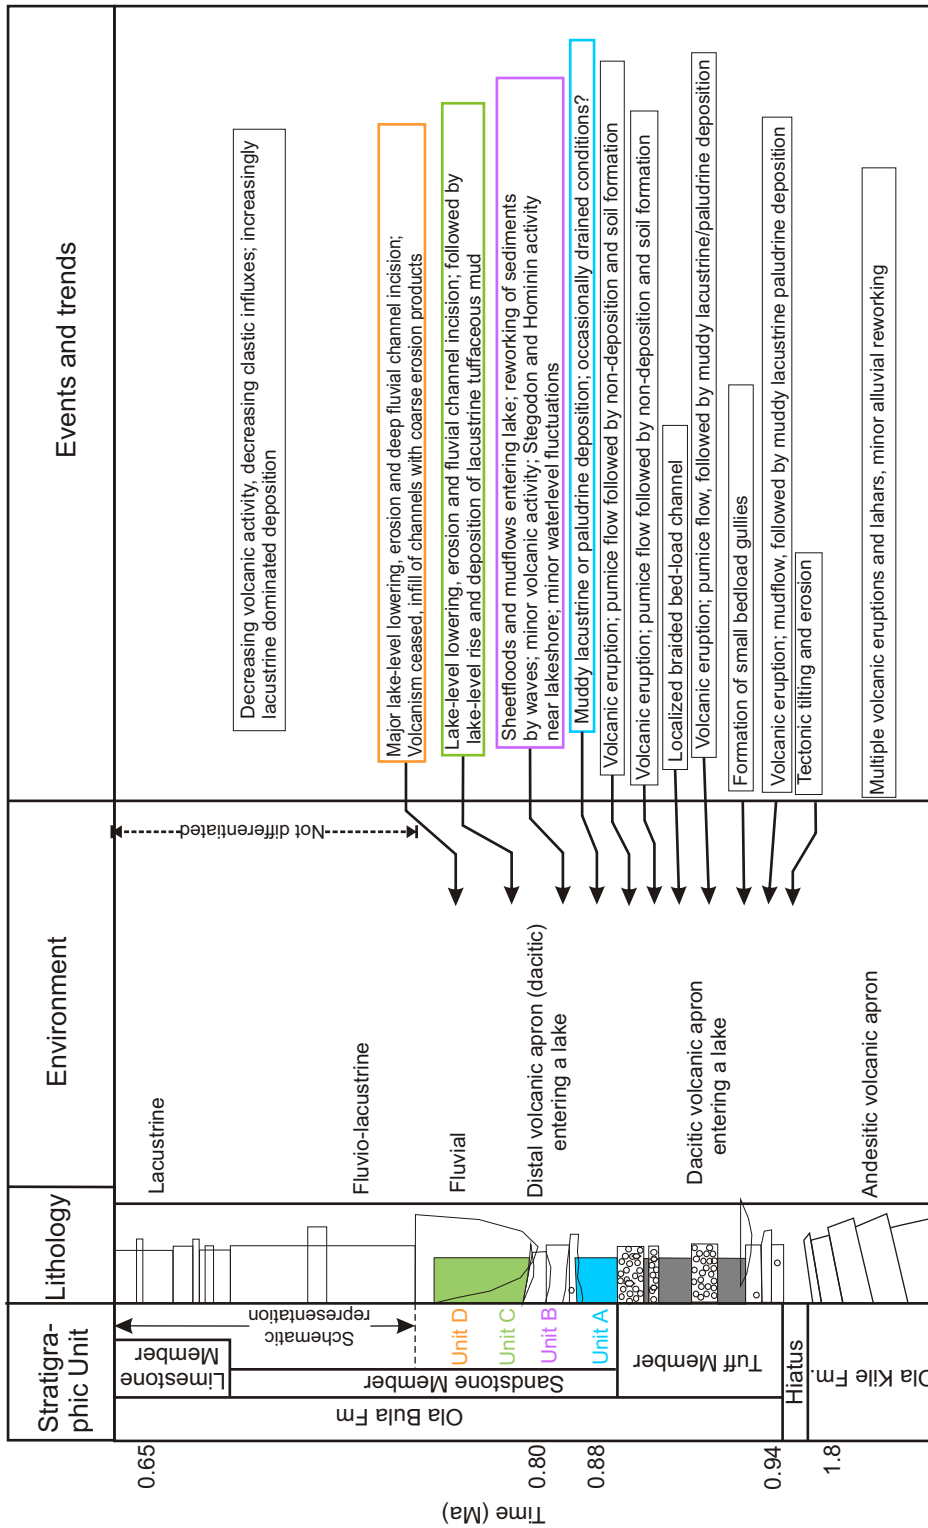 Stratigra-
phic Unit
Lithology
Environment
Events and trends
Time (Ma)
0.65
0.80
0.88
0.94
1.8
Ola Bula Fm
Limestone
Member
Sandstone Member
Tuff Member
Hiatus
Ola Kile Fm.
Schematic
representation
Unit D
Unit C
Unit B
Unit A
Lacustrine
Fluvio-lacustrine
Fluvial
Distal volcanic apron (dacitic)
entering a lake
Dacitic volcanic apron
entering a lake
Andesitic volcanic apron
Not differentiated
Decreasing volcanic activity, decreasing clastic influxes; increasingly
lacustrine dominated deposition
Major lake-level lowering, erosion and deep fluvial channel incision;
Volcanism ceased, infill of channels with coarse erosion products
Lake-level lowering, erosion and fluvial channel incision; followed by
lake-level rise and deposition of lacustrine tuffaceous mud
Sheetfloods and mudflows entering lake; reworking of sediments
by waves; minor volcanic activity; Stegodon and Hominin activity
near lakeshore; minor waterlevel fluctuations
Muddy lacustrine or paludrine deposition; occasionally drained conditions?
Volcanic eruption; pumice flow followed by non-deposition and soil formation
Volcanic eruption; pumice flow followed by non-deposition and soil formation
Localized braided bed-load channel
Volcanic eruption; pumice flow, followed by muddy lacustrine/paludrine deposition
Formation of small bedload gullies
Volcanic eruption; mudflow, followed by muddy lacustrine paludrine deposition
Tectonic tilting and erosion
Multiple volcanic eruptions and lahars, minor alluvial reworking